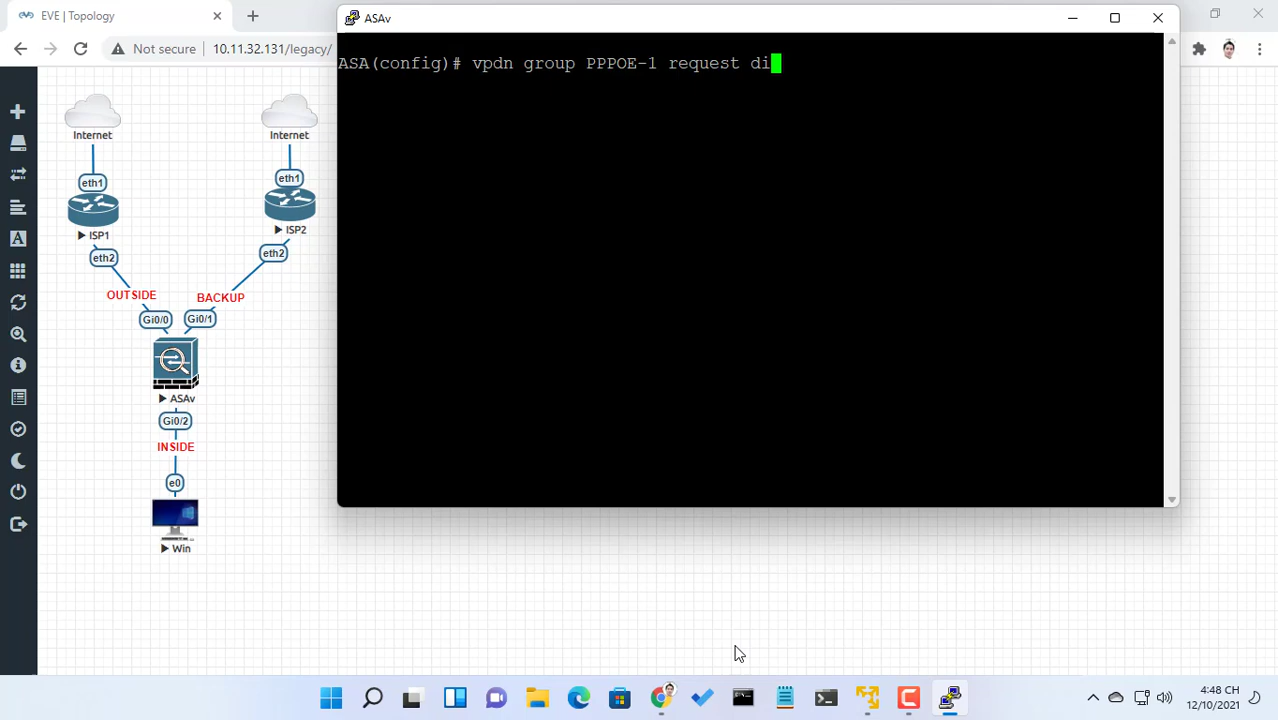 EVE | Topology
Not secure
10.11.32.131/legacy/
ASAv
ASA(config)# vpdn group PPPOE-1 request di
Internet
Internet
eth1
eth1
ISP1
ISP2
eth2
eth2
OUTSIDE
BACKUP
Gi0/0
Gi0/1
ASAv
Gi0/2
INSIDE
e0
Win
4:48 CH
12/10/2021